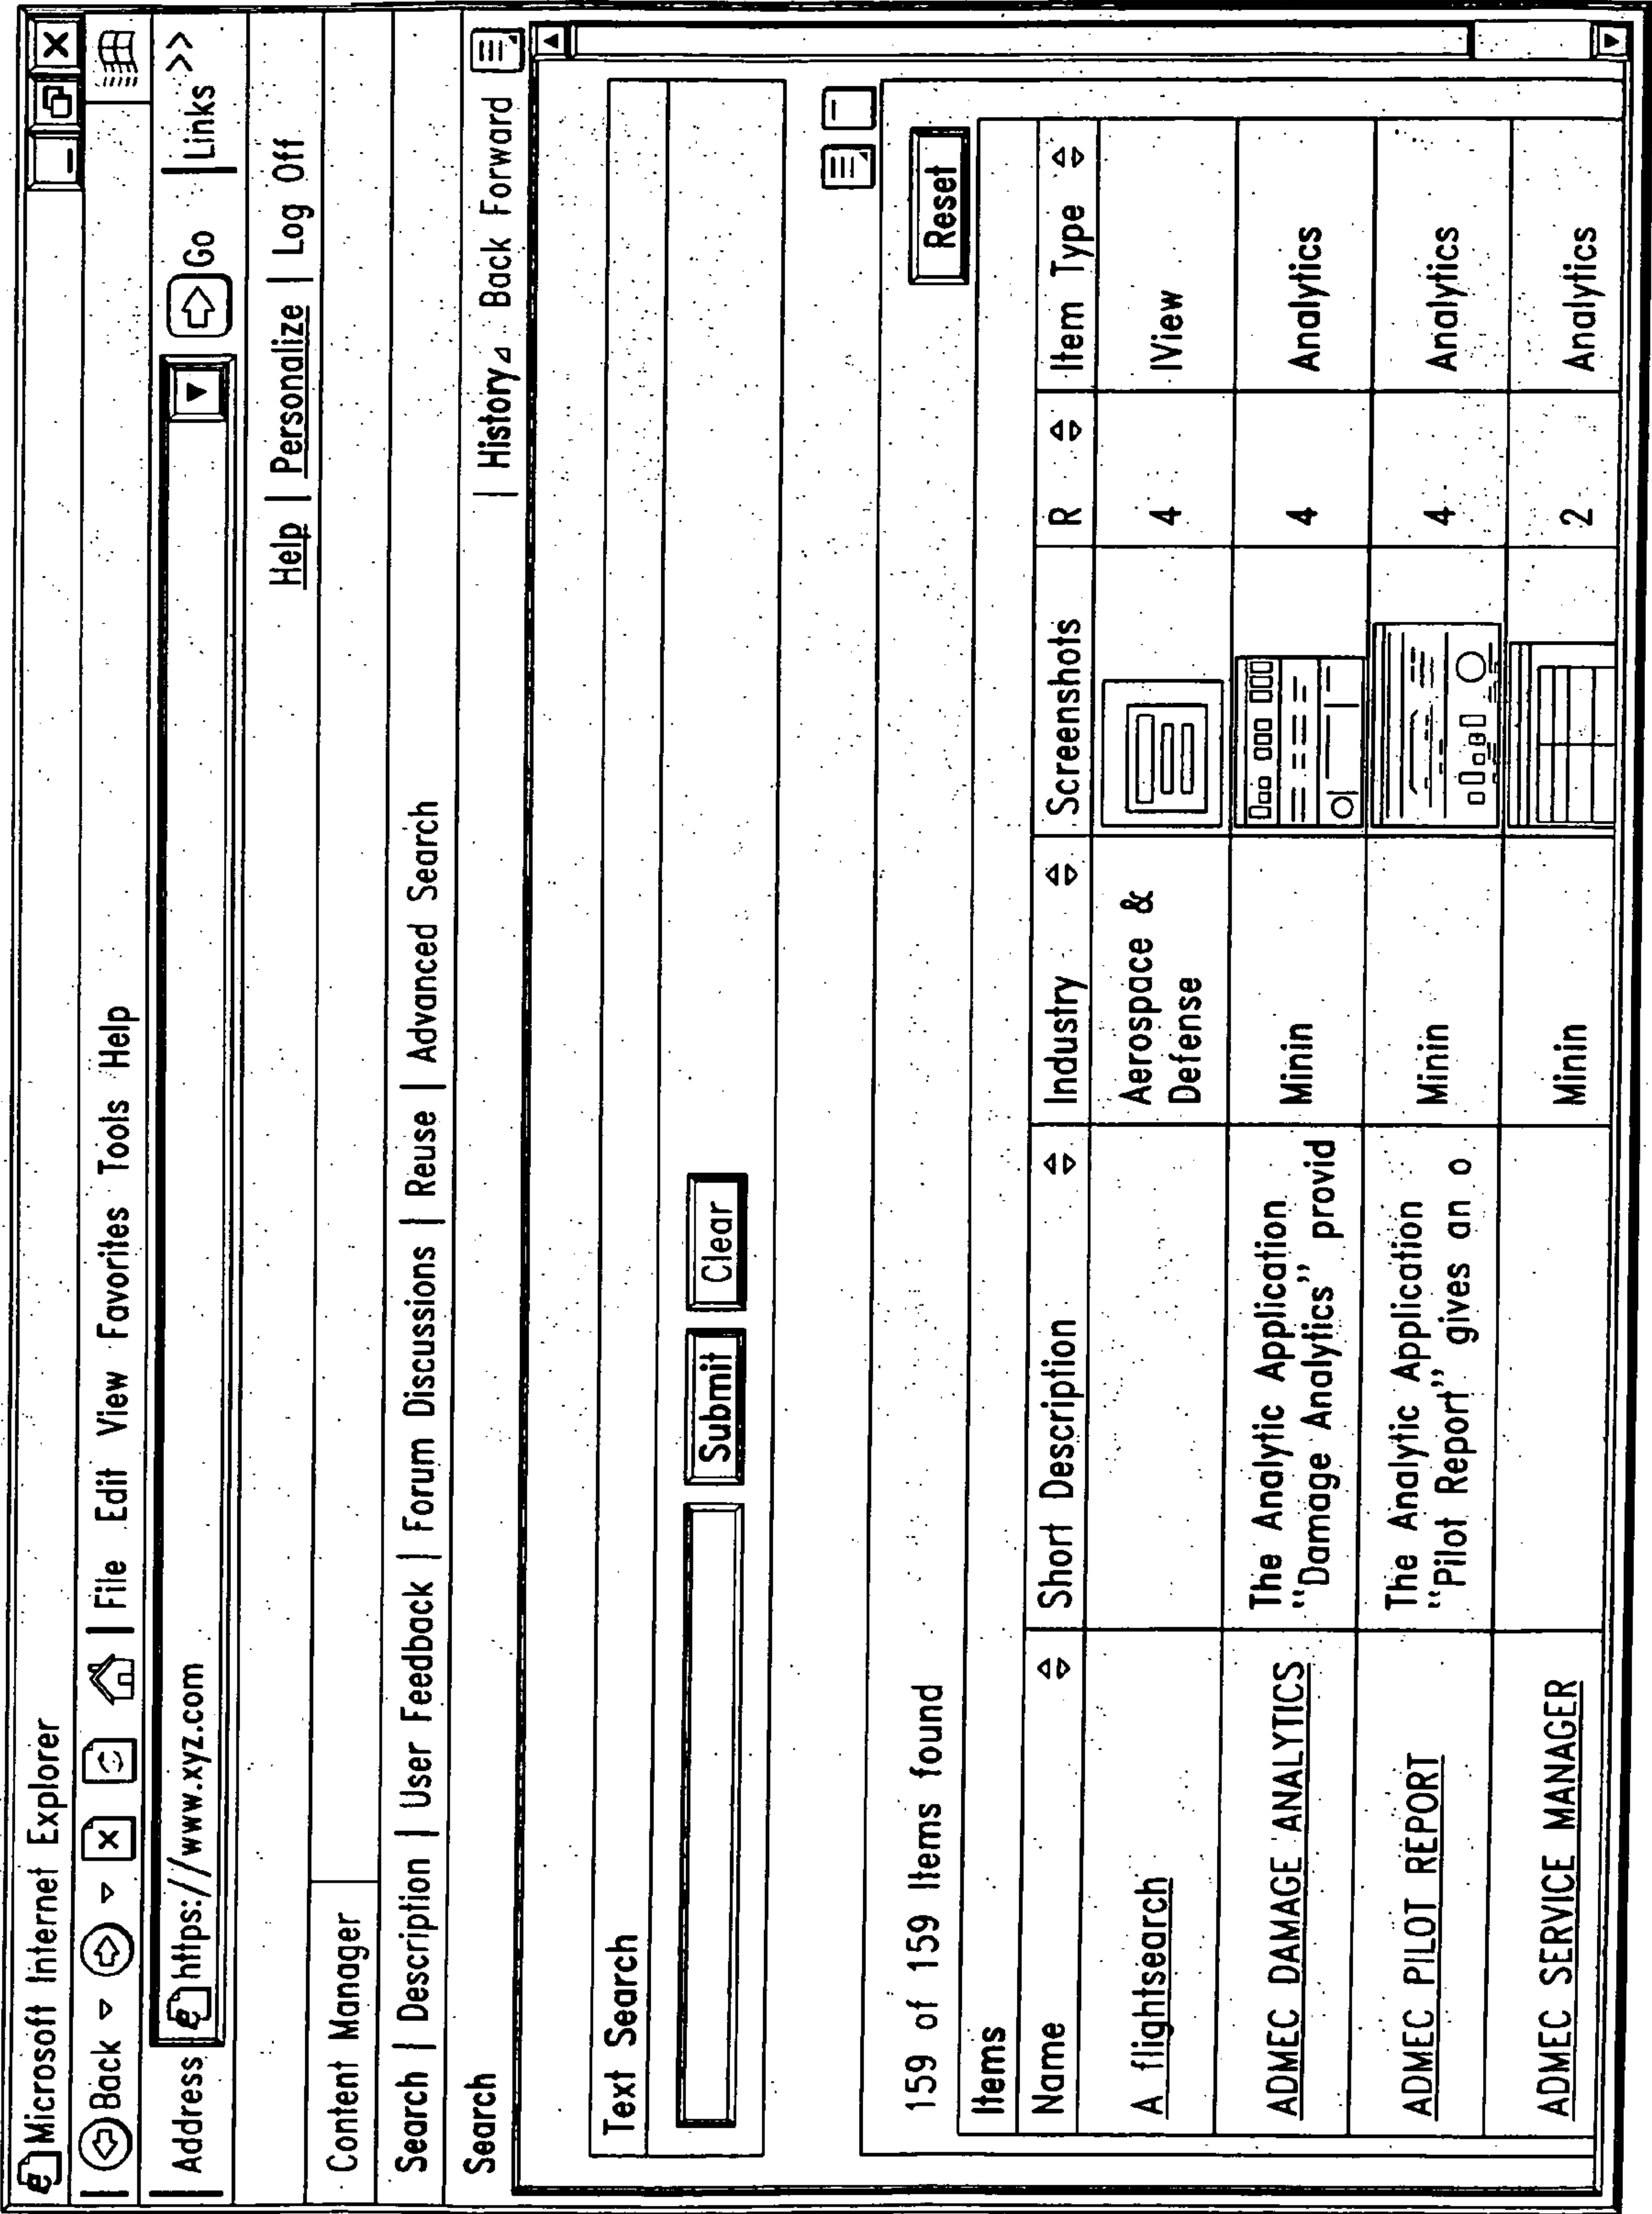 Microsoft Internet Explorer
Back | File Edit View Favorites Tools Help
Address https://www.xyz.com Go | Links >>
Help | Personalize | Log Off
Content Manager
Search | Description | User Feedback | Forum Discussions | Reuse | Advanced Search
Search | History Back Forward
Text Search
Submit Clear
159 of 159 Items found Reset
Items
Name Short Description Industry Screenshots R Item Type
A flightsearch Aerospace & 4 IView
Defense
ADMEC DAMAGE ANALYTICS The Analytic Application Minin 4 Analytics
“Damage Analytics” provid
ADMEC PILOT REPORT The Analytic Application Minin 4 Analytics
“Pilot Report” gives an o
ADMEC SERVICE MANAGER Minin 2 Analytics